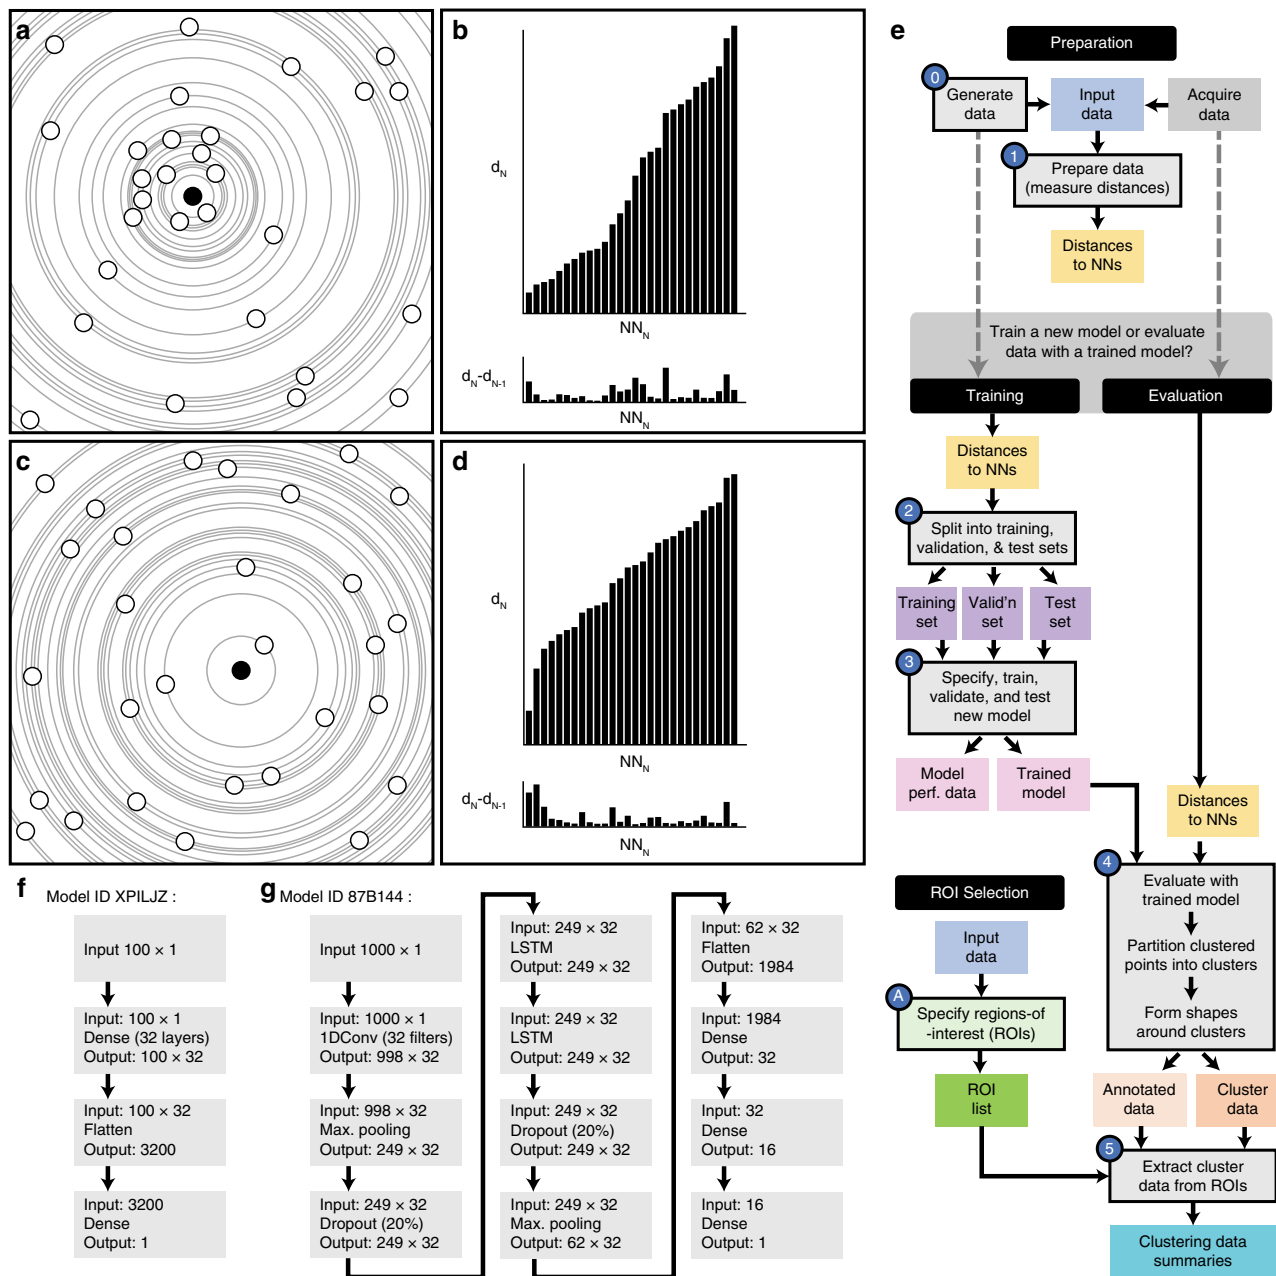 a
b
d_N
NN_N
d_N-d_N-1
NN_N
c
d
d_N
NN_N
d_N-d_N-1
NN_N
e
Preparation
0
Generate
data
Input
data
Acquire
data
1
Prepare data
(measure distances)
Distances
to NNs
Train a new model or evaluate
data with a trained model?
Training
Evaluation
Distances
to NNs
2
Split into training,
validation, & test sets
Training
set
Valid'n
set
Test
set
3
Specify, train,
validate, and test
new model
Model
perf. data
Trained
model
Distances
to NNs
4
Evaluate with
trained model
Partition clustered
points into clusters
Form shapes
around clusters
ROI Selection
Input
data
A
Specify regions-of
-interest (ROIs)
ROI
list
Annotated
data
Cluster
data
5
Extract cluster
data from ROIs
Clustering data
summaries
f
Model ID XPILJZ :
Input 100 × 1
Input: 100 × 1
Dense (32 layers)
Output: 100 × 32
Input: 100 × 32
Flatten
Output: 3200
Input: 3200
Dense
Output: 1
g
Model ID 87B144 :
Input 1000 × 1
Input: 1000 × 1
1DConv (32 filters)
Output: 998 × 32
Input: 998 × 32
Max. pooling
Output: 249 × 32
Input: 249 × 32
Dropout (20%)
Output: 249 × 32
Input: 249 × 32
LSTM
Output: 249 × 32
Input: 249 × 32
LSTM
Output: 249 × 32
Input: 249 × 32
Dropout (20%)
Output: 249 × 32
Input: 249 × 32
Max. pooling
Output: 62 × 32
Input: 62 × 32
Flatten
Output: 1984
Input: 1984
Dense
Output: 32
Input: 32
Dense
Output: 16
Input: 16
Dense
Output: 1